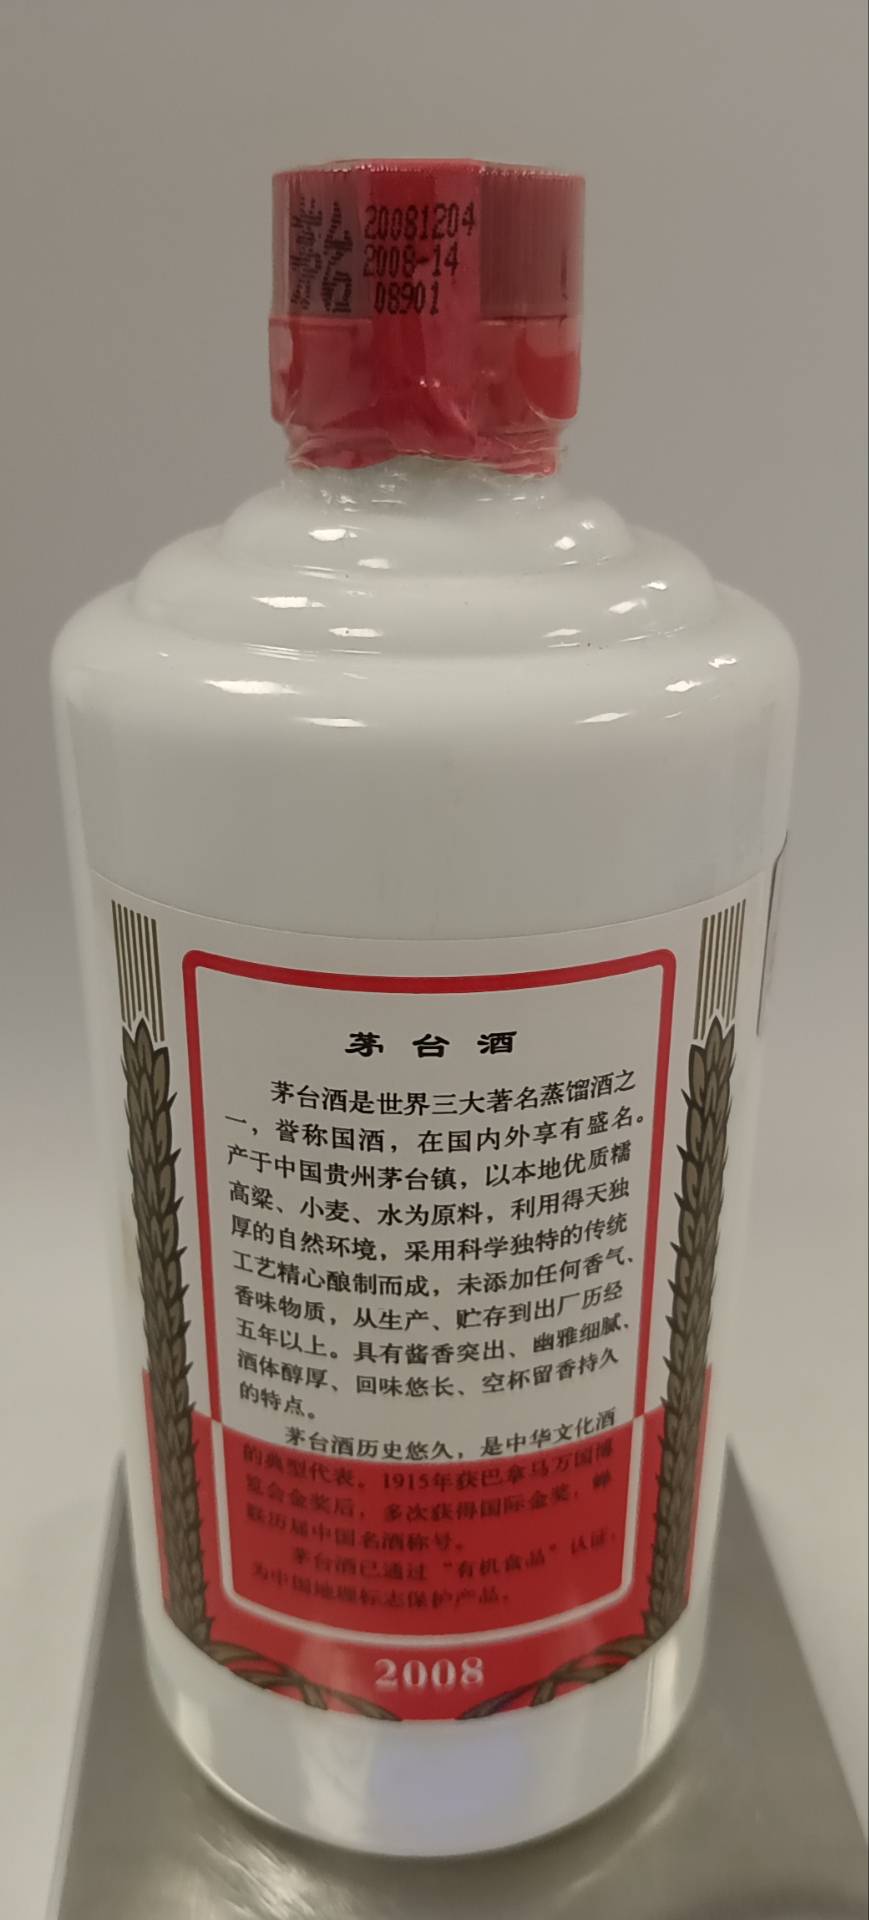 20081204
2008-14
08901
茅台酒
茅台酒是世界三大著名蒸馏酒之
一，誉称国酒，在国内外享有盛名。
产于中国贵州茅台镇，以本地优质糯
高粱、小麦、水为原料，利用得天独
厚的自然环境，采用科学独特的传统
工艺精心酿制而成，未添加任何香气、
香味物质，从生产、贮存到出厂历经
五年以上。具有酱香突出、幽雅细腻、
酒体醇厚、回味悠长、空杯留香持久
的特点。
茅台酒历史悠久，是中华文化酒
的典型代表。1915年获巴拿马万国博
览会金奖后，多次获得国际金奖，蝉
联历届中国名酒称号。
茅台酒已通过“有机食品”认证，
为中国地理标志保护产品。
2008